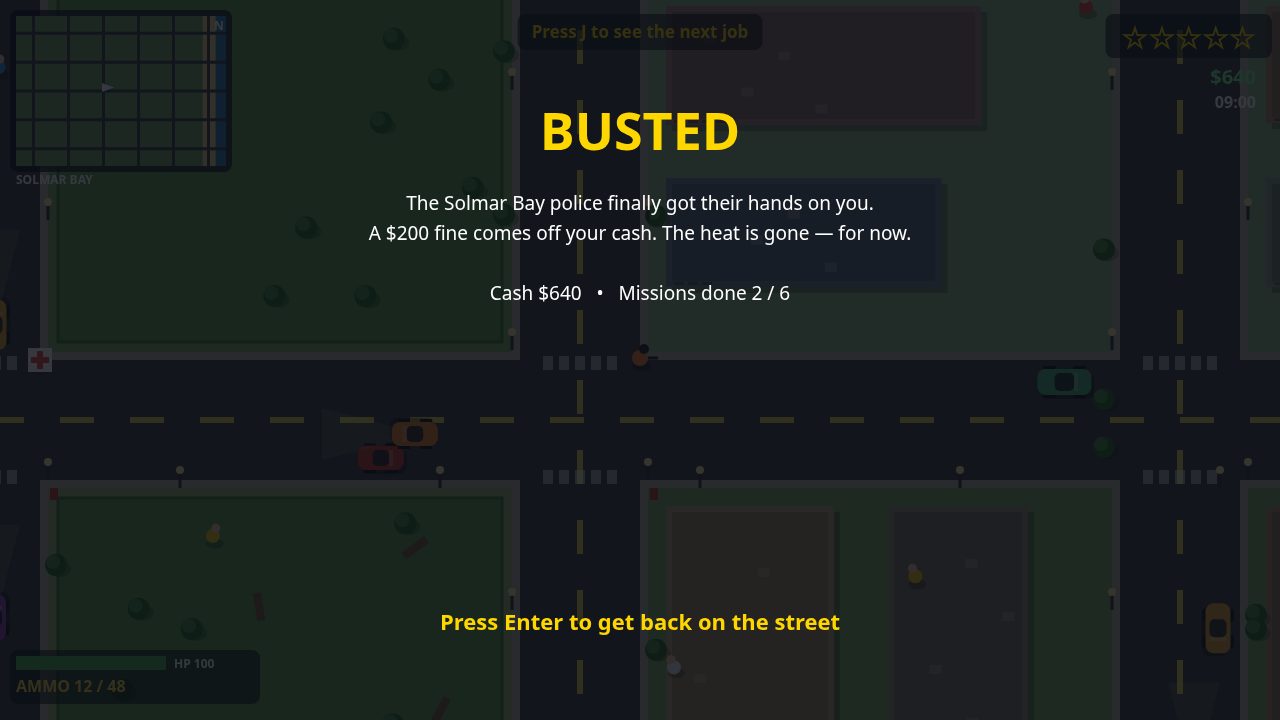 N
SOLMAR BAY
Press J to see the next job
$640
09:00
BUSTED
The Solmar Bay police finally got their hands on you.
A $200 fine comes off your cash. The heat is gone — for now.
Cash $640 • Missions done 2 / 6
Press Enter to get back on the street
HP 100
AMMO 12 / 48